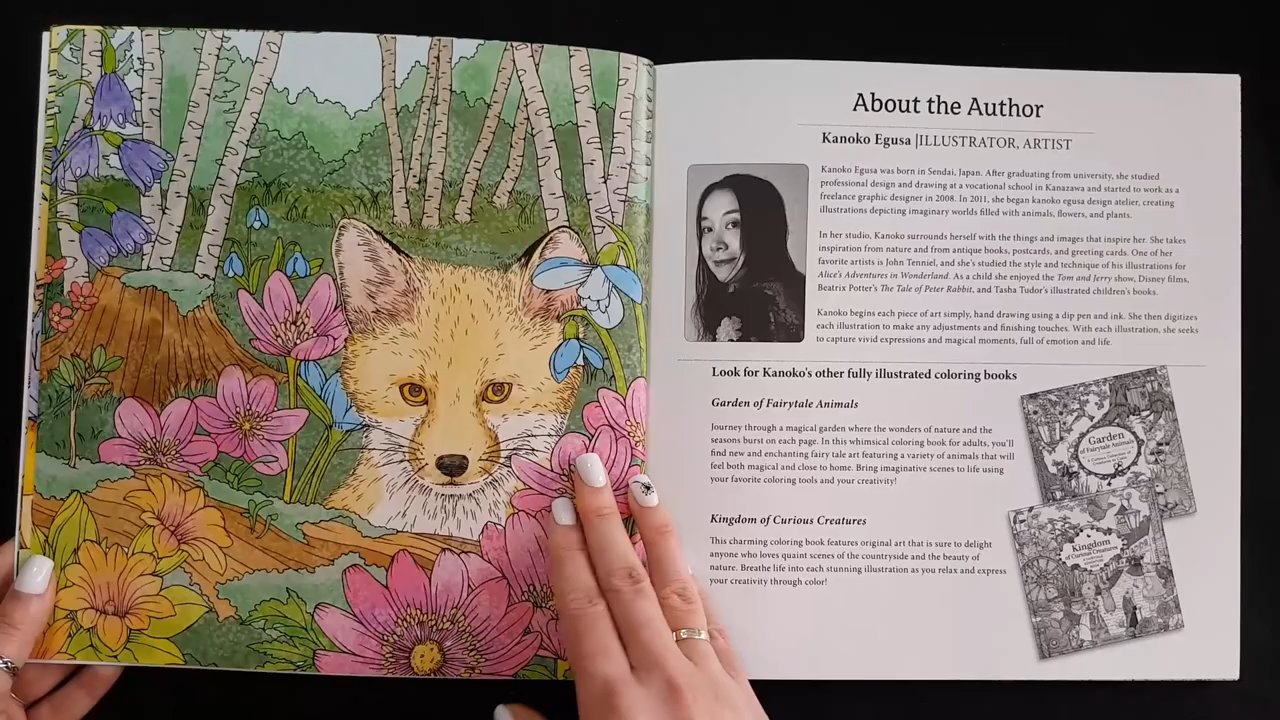 About the Author
Kanoko Egusa |ILLUSTRATOR, ARTIST
Kanoko Egusa was born in Sendai, Japan. After graduating from university, she studied
professional design and drawing at a vocational school in Kanazawa and started to work as a
freelance graphic designer in 2008. In 2011, she began kanoko egusa design atelier, creating
illustrations depicting imaginary worlds filled with animals, flowers, and plants.
In her studio, Kanoko surrounds herself with the things and images that inspire her. She takes
inspiration from nature and from antique books, postcards, and greeting cards. One of her
favorite artists is John Tenniel, and she's studied the style and technique of his illustrations for
Alice's Adventures in Wonderland. As a child she enjoyed the Tom and Jerry show, Disney films,
Beatrix Potter's The Tale of Peter Rabbit, and Tasha Tudor's illustrated children's books.
Kanoko begins each piece of art simply, hand drawing using a dip pen and ink. She then digitizes
each illustration to make any adjustments and finishing touches. With each illustration, she seeks
to capture vivid expressions and magical moments, full of emotion and life.
Look for Kanoko's other fully illustrated coloring books
Garden of Fairytale Animals
Journey through a magical garden where the wonders of nature and the
seasons burst on each page. In this whimsical coloring book for adults, you'll
find new and enchanting fairy tale art featuring a variety of animals that will
feel both magical and close to home. Bring imaginative scenes to life using
your favorite coloring tools and your creativity!
Garden
of Fairytale Animals
Kingdom of Curious Creatures
This charming coloring book features original art that is sure to delight
anyone who loves quaint scenes of the countryside and the beauty of
nature. Breathe life into each stunning illustration as you relax and express
your creativity through color!
Kingdom
of Curious Creatures